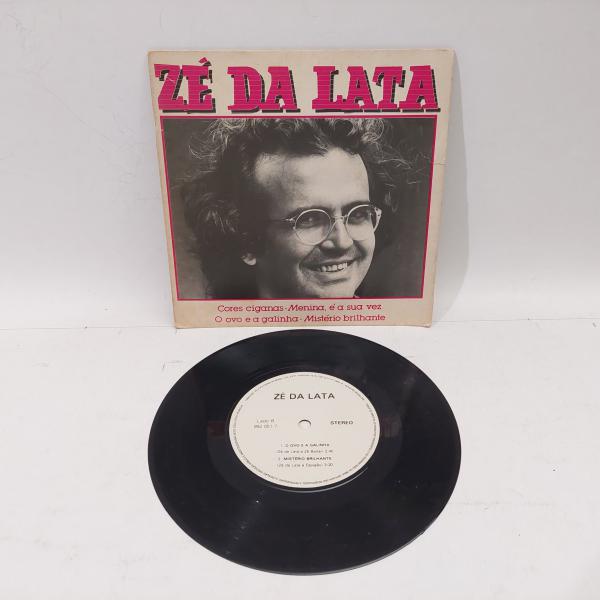 ZÉ DA LATA
Cores ciganas - Menina, é a sua vez
O ovo e a galinha - Mistério brilhante
ZÉ DA LATA
Lado B
STEREO
1. O OVO E A GALINHA
2. MISTÉRIO BRILHANTE